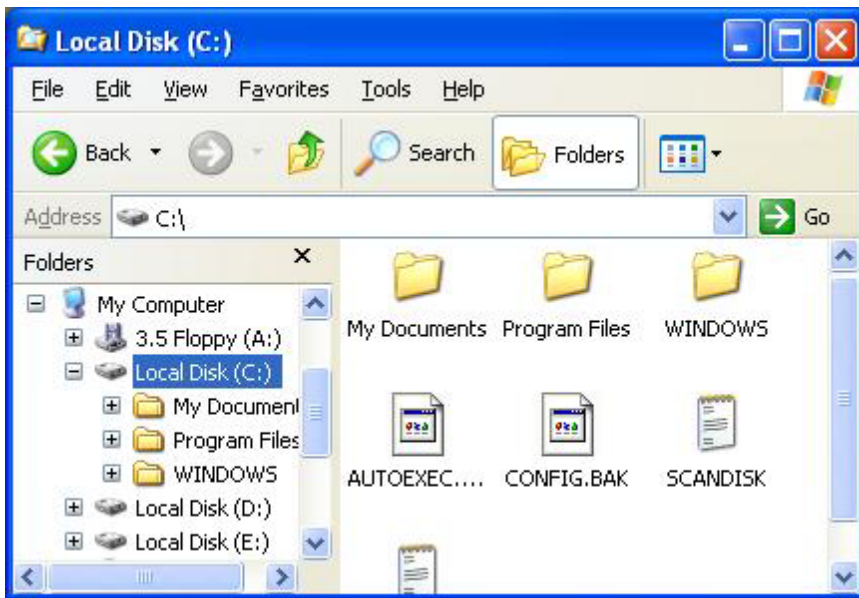 Local Disk (C:)
File Edit View Favorites Tools Help
Back Search Folders
Address C:\ Go
Folders
My Computer
3.5 Floppy (A:)
Local Disk (C:)
My Document
Program Files
WINDOWS
Local Disk (D:)
Local Disk (E:)
My Documents Program Files WINDOWS
AUTOEXEC.... CONFIG.BAK SCANDISK